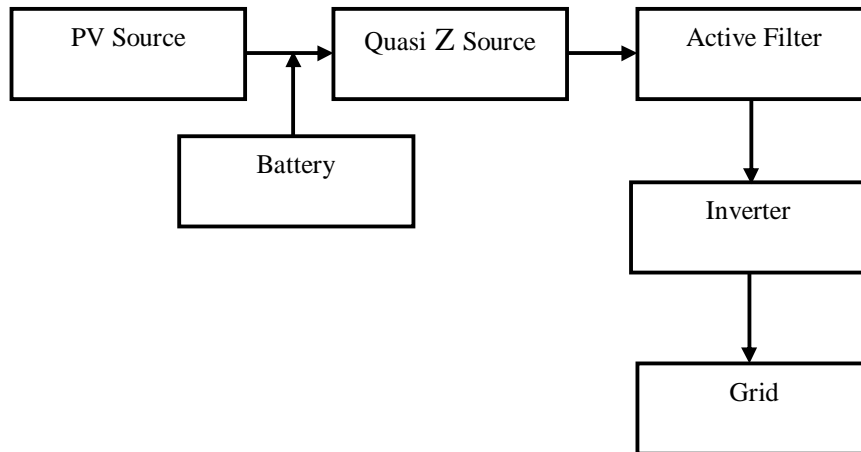 PV Source
Quasi Z Source
Active Filter
Battery
Inverter
Grid